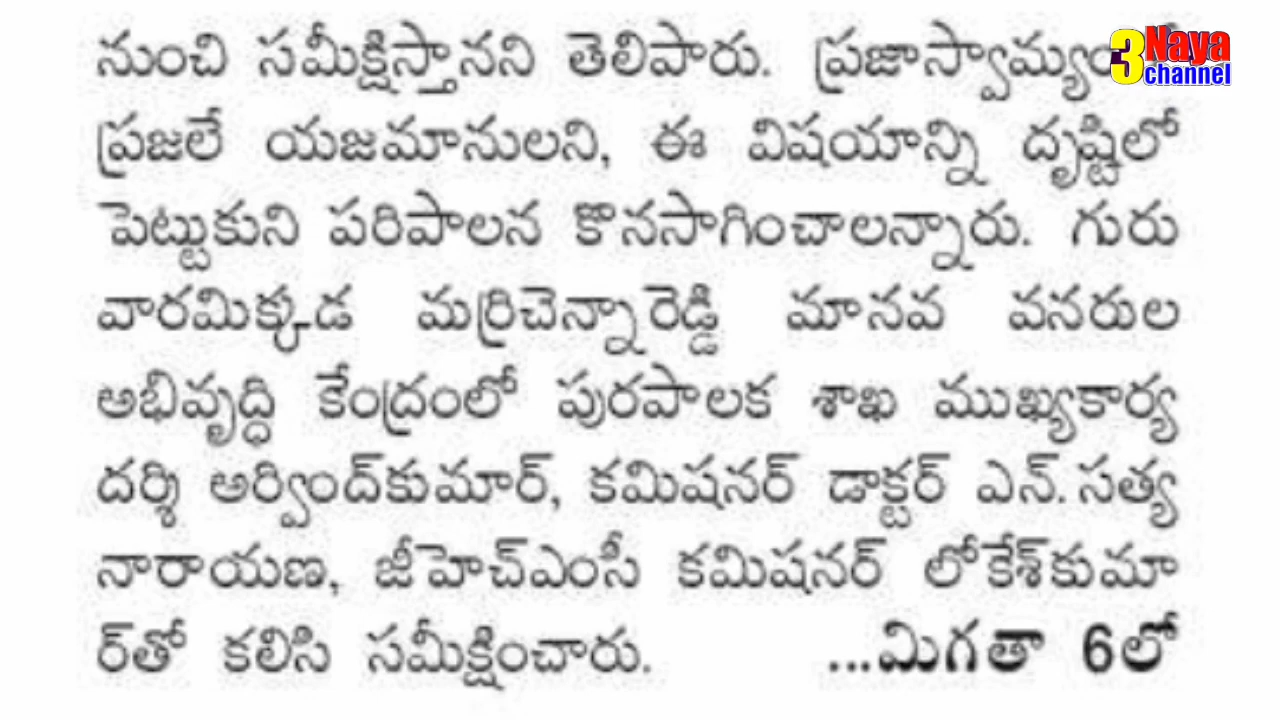 3 Naya
channel
నుంచి సమీక్షిస్తానని తెలిపారు. ప్రజాస్వామ్యం
ప్రజలే యజమానులని, ఈ విషయాన్ని దృష్టిలో
పెట్టుకుని పరిపాలన కొనసాగించాలన్నారు. గురు
వారమిక్కడ మర్రిచెన్నారెడ్డి మానవ వనరుల
అభివృద్ధి కేంద్రంలో పురపాలక శాఖ ముఖ్యకార్య
దర్శి అర్వింద్‌కుమార్, కమిషనర్ డాక్టర్ ఎన్. సత్య
నారాయణ, జీహెచ్ఎంసీ కమిషనర్ లోకేశ్‌కుమా
ర్‌తో కలిసి సమీక్షించారు. ...మిగతా 6లో